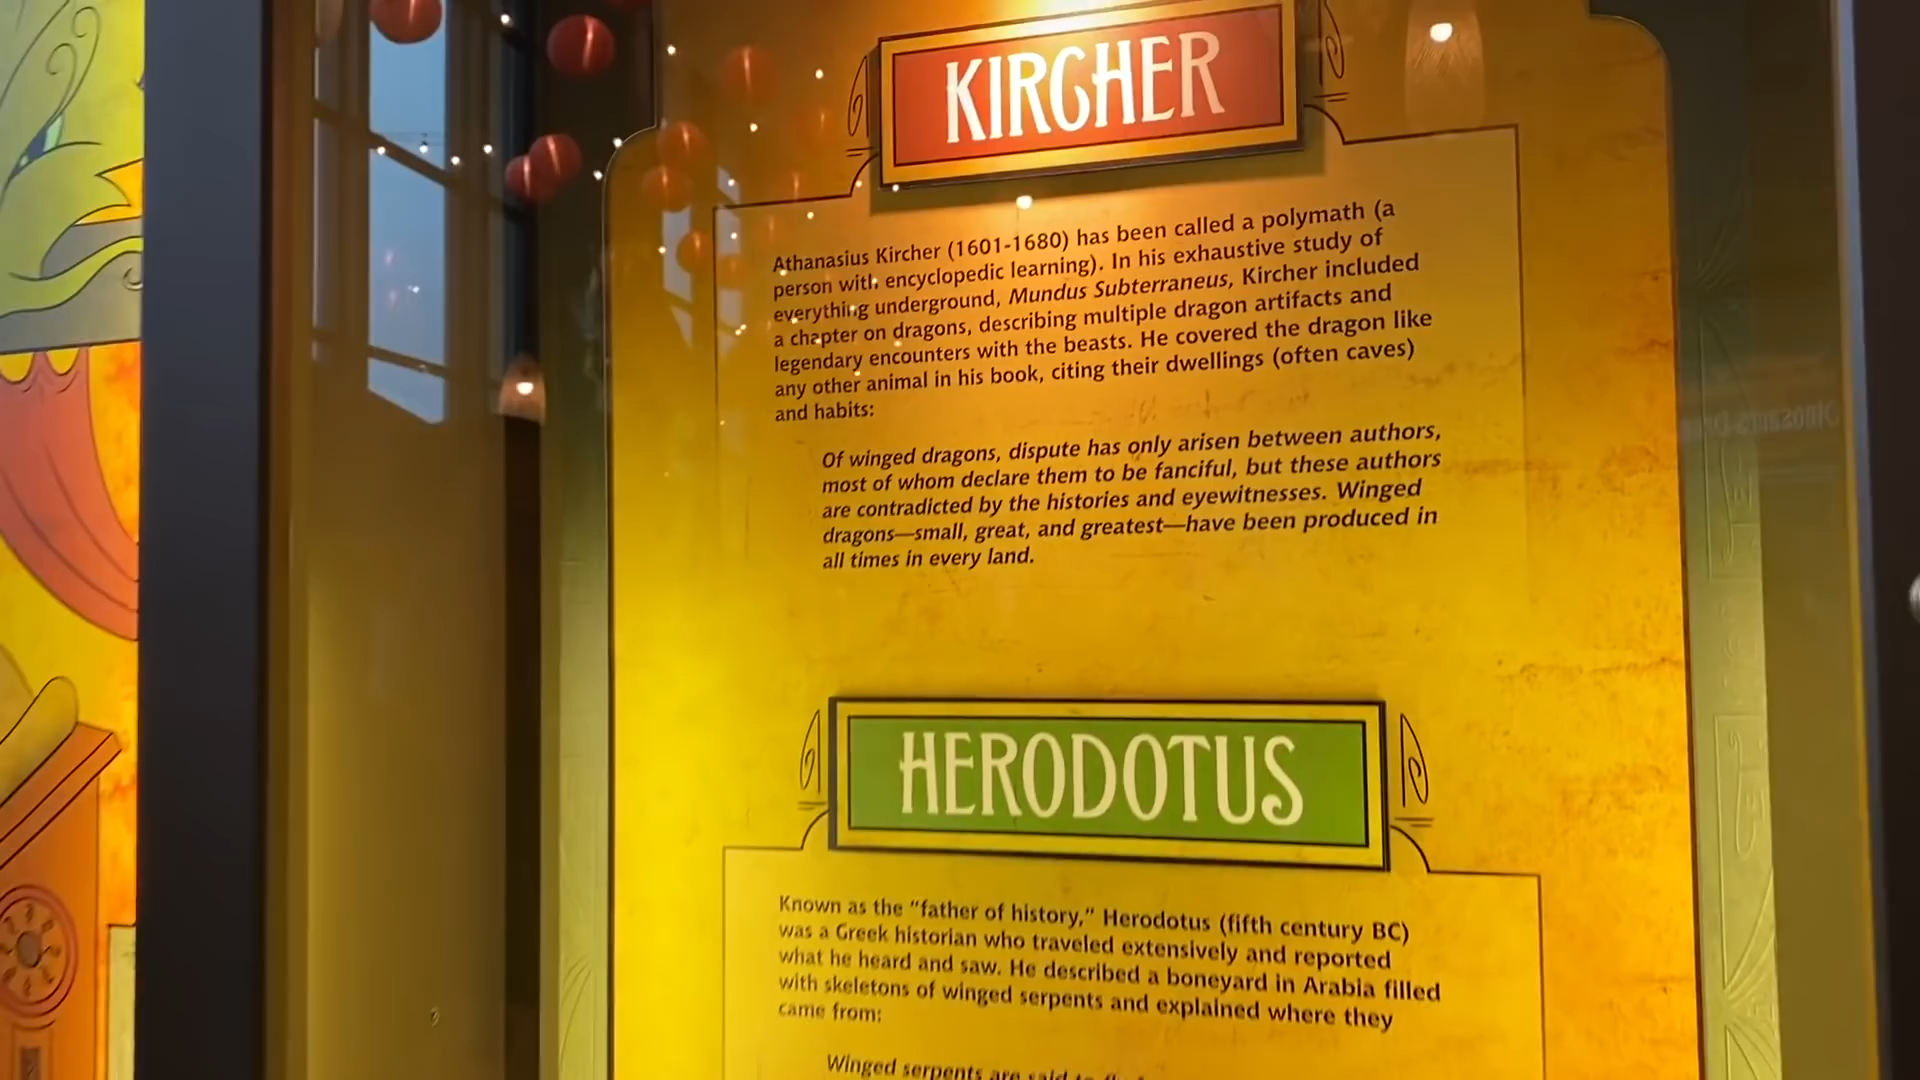 KIRCHER
Athanasius Kircher (1601-1680) has been called a polymath (a
person with encyclopedic learning). In his exhaustive study of
everything underground, Mundus Subterraneus, Kircher included
a chapter on dragons, describing multiple dragon artifacts and
legendary encounters with the beasts. He covered the dragon like
any other animal in his book, citing their dwellings (often caves)
and habits:
Of winged dragons, dispute has only arisen between authors,
most of whom declare them to be fanciful, but these authors
are contradicted by the histories and eyewitnesses. Winged
dragons—small, great, and greatest—have been produced in
all times in every land.
HERODOTUS
Known as the "father of history," Herodotus (fifth century BC)
was a Greek historian who traveled extensively and reported
what he heard and saw. He described a boneyard in Arabia filled
with skeletons of winged serpents and explained where they
came from:
Winged serpents are said to